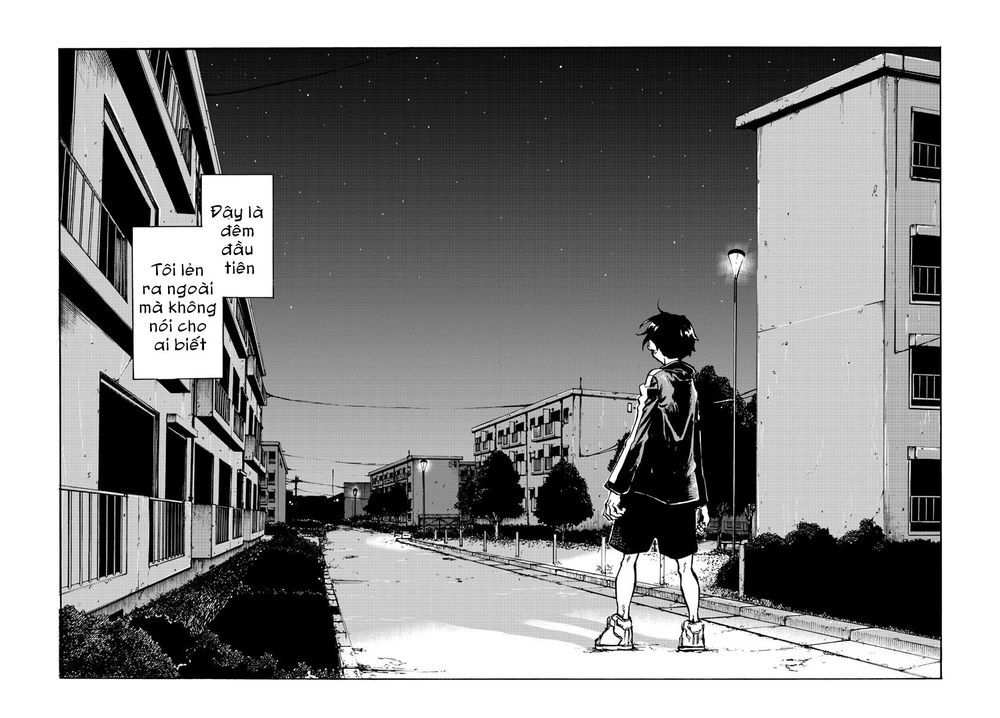 Đây là
đêm
đầu
tiên
Tôi lẻn
ra ngoài
mà không
nói cho
ai biết